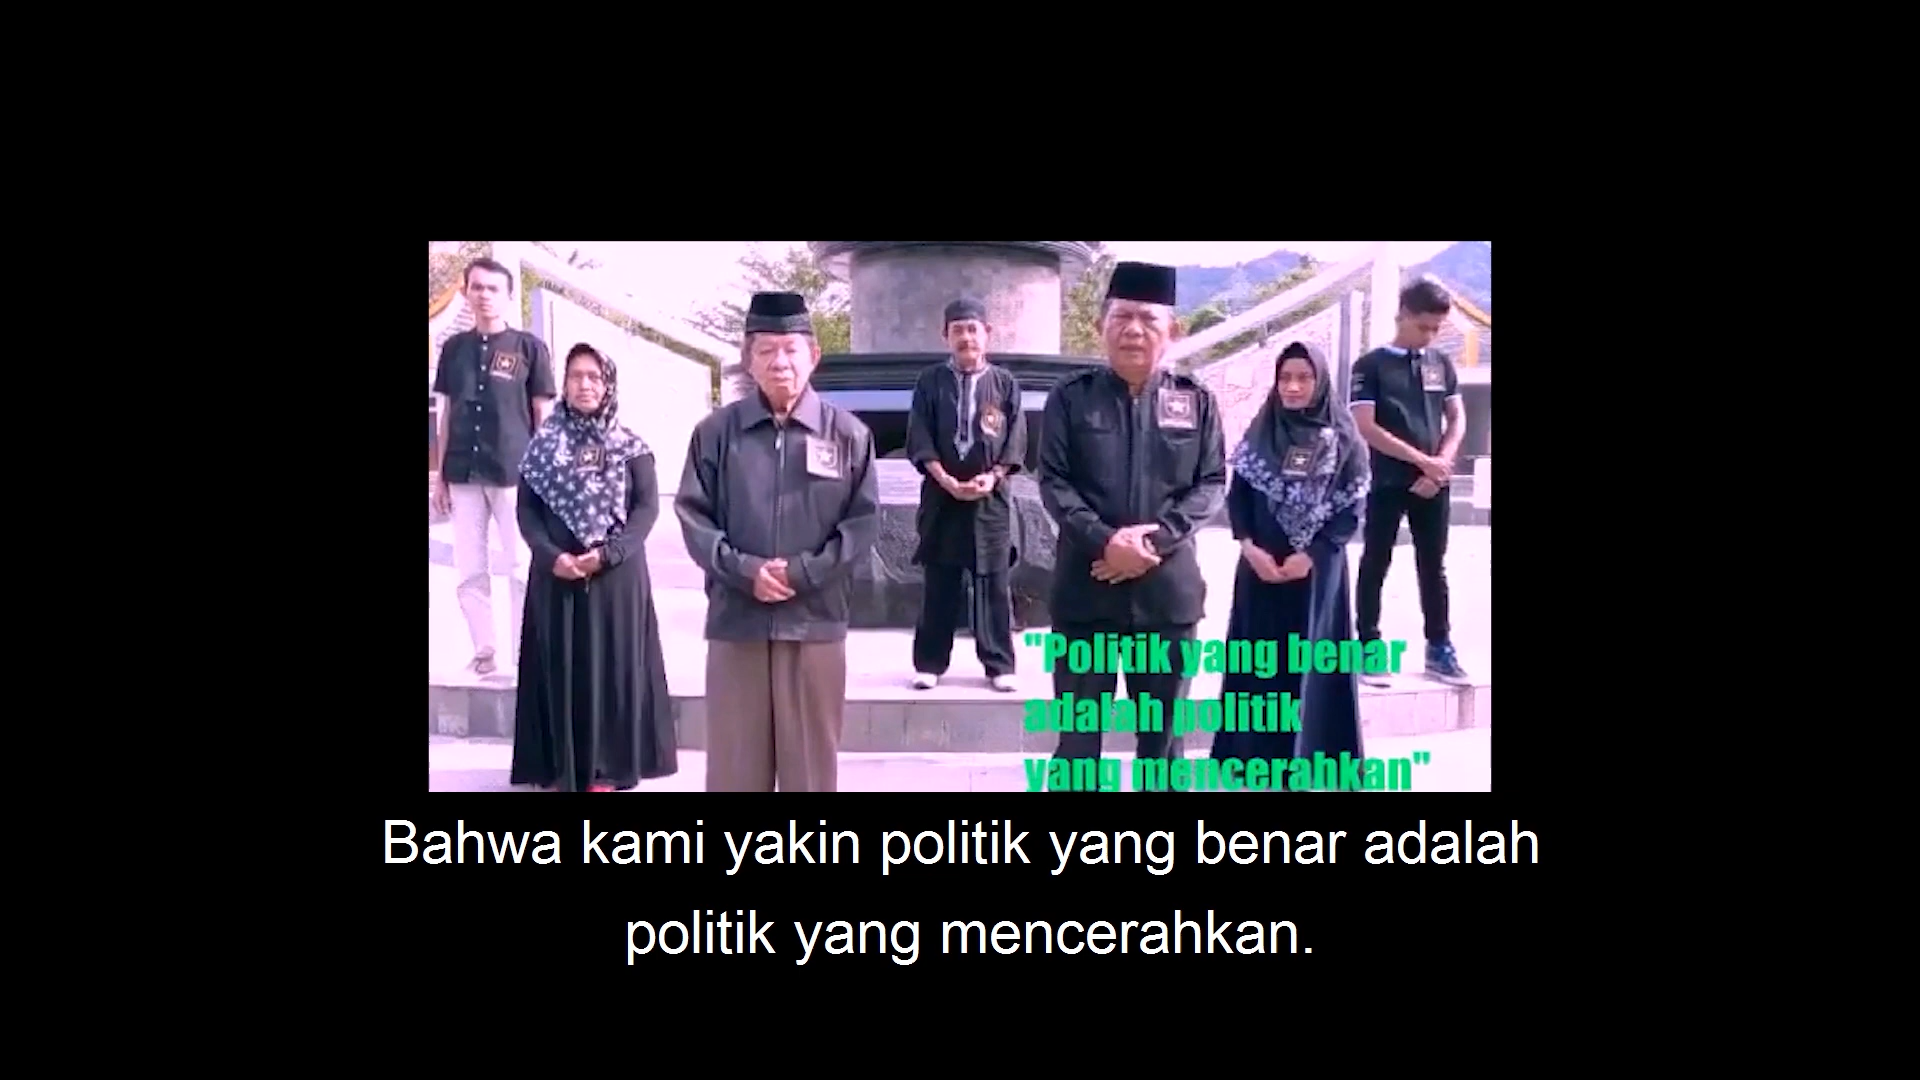 "Politik yang benar
adalah politik
yang mencerahkan"
Bahwa kami yakin politik yang benar adalah
politik yang mencerahkan.